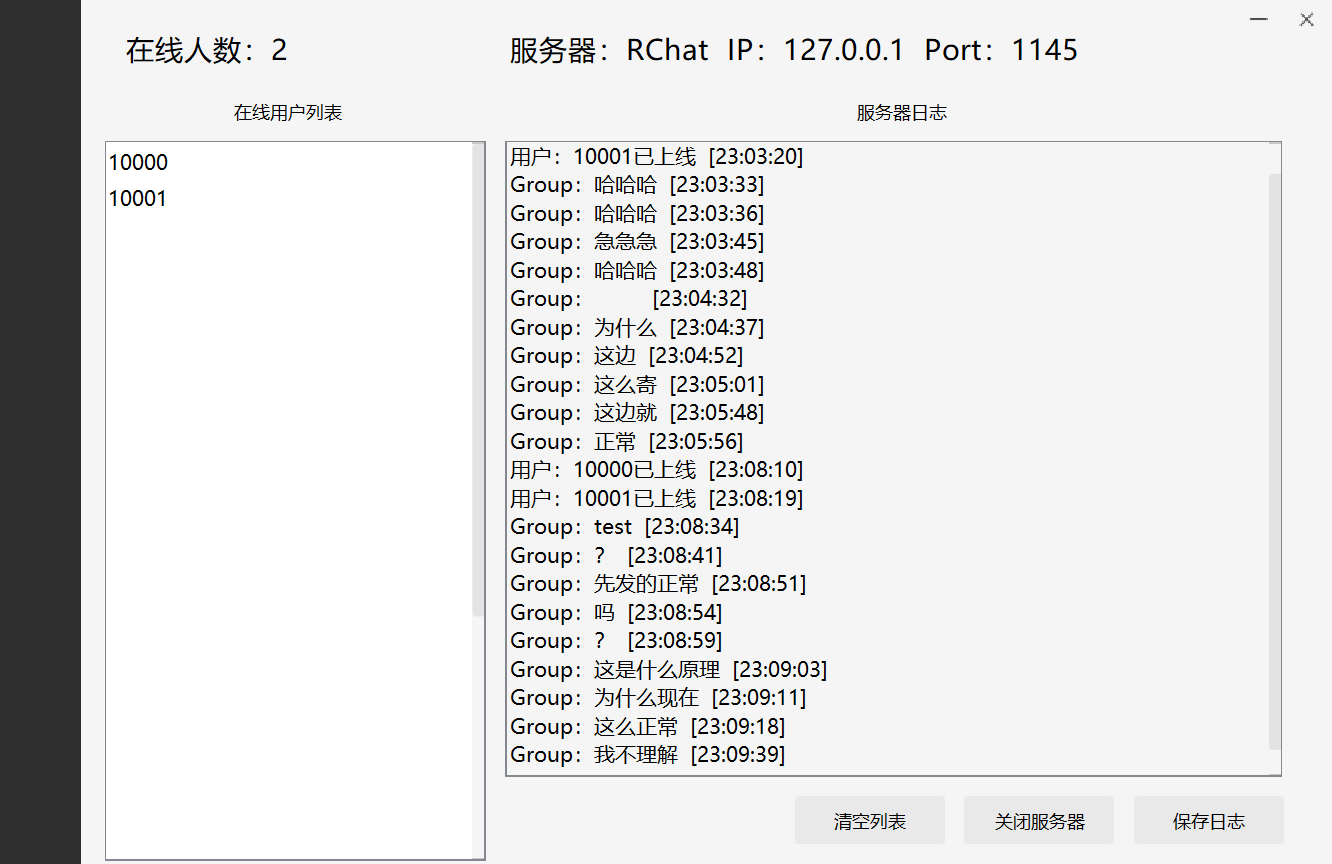 在线人数：2
服务器：RChat IP：127.0.0.1 Port：1145
在线用户列表
服务器日志
10000
10001
用户：10001已上线 [23:03:20]
Group：哈哈哈 [23:03:33]
Group：哈哈哈 [23:03:36]
Group：急急急 [23:03:45]
Group：哈哈哈 [23:03:48]
Group： [23:04:32]
Group：为什么 [23:04:37]
Group：这边 [23:04:52]
Group：这么寄 [23:05:01]
Group：这边就 [23:05:48]
Group：正常 [23:05:56]
用户：10000已上线 [23:08:10]
用户：10001已上线 [23:08:19]
Group：test [23:08:34]
Group：？ [23:08:41]
Group：先发的正常 [23:08:51]
Group：吗 [23:08:54]
Group：？ [23:08:59]
Group：这是什么原理 [23:09:03]
Group：为什么现在 [23:09:11]
Group：这么正常 [23:09:18]
Group：我不理解 [23:09:39]
清空列表
关闭服务器
保存日志